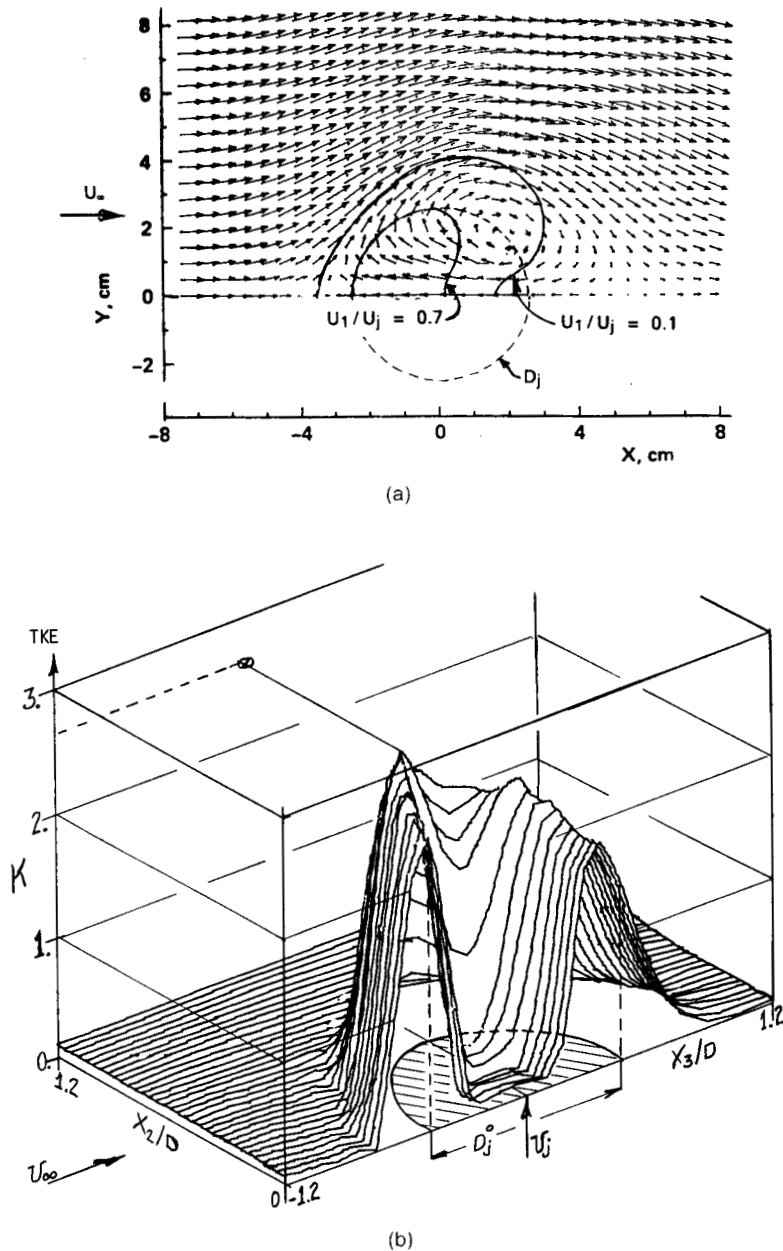 8
6
4
U∞
2
Y, cm
0
U₁/Uj = 0.7
U₁/Uj = 0.1
-2
Dj
-8
-4
0
4
8
X, cm
(a)
TKE
3.
2.
K
1.
0.
1.2
X₂/D
U∞
0
-1.2
Dj
Uj
X₃/D
1.2
(b)